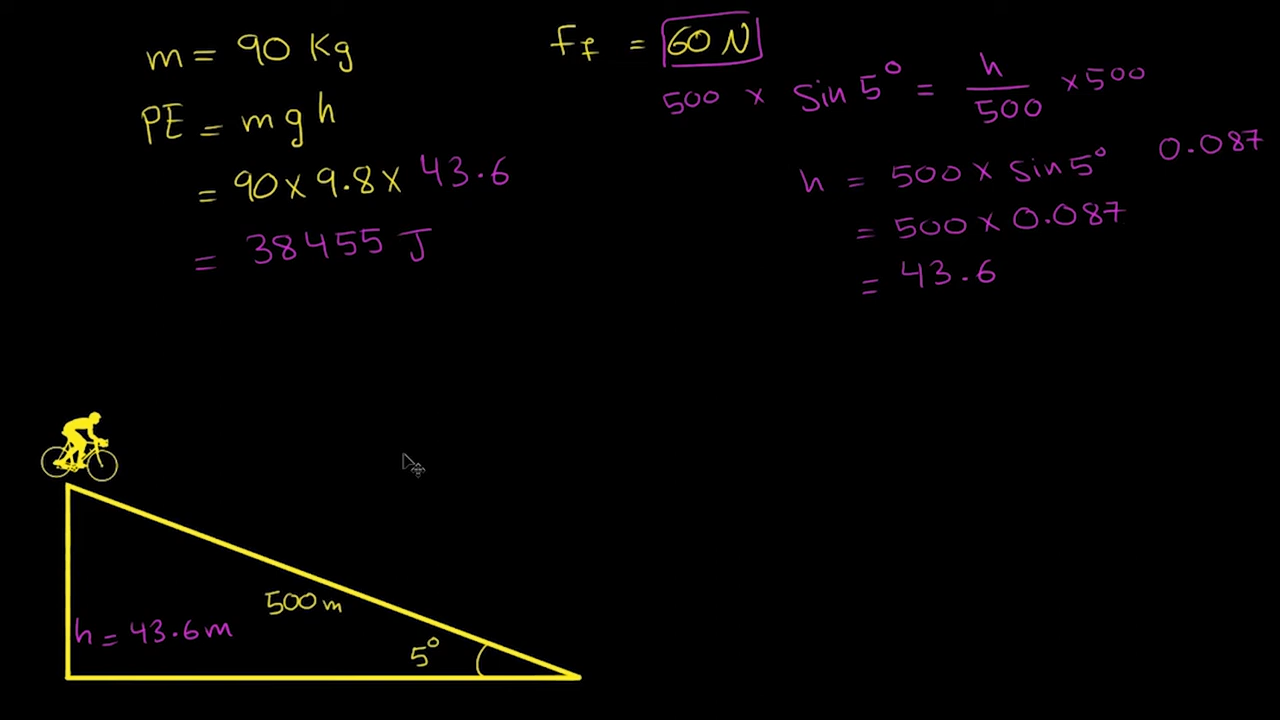 m = 90 Kg
PE = mgh
= 90 x 9.8 x 43.6
= 38455 J
Ff = 60 N
500 x Sin 5° = h/500 x 500
h = 500 x sin 5° 0.087
= 500 x 0.087
= 43.6
500 m
h = 43.6 m
5°